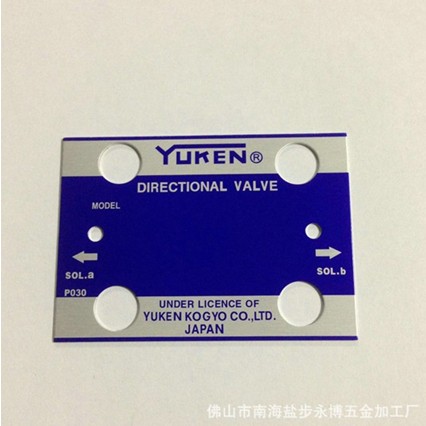 YUKEN®
DIRECTIONAL VALVE
MODEL
SOL.a
SOL.b
P030
UNDER LICENCE OF
YUKEN KOGYO CO.,LTD.
JAPAN
佛山市南海盐步永博五金加工厂